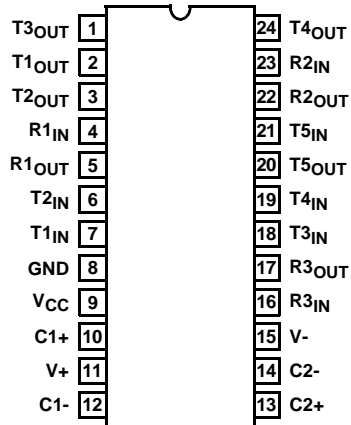 T3OUT 1 24 T4OUT
T1OUT 2 23 R2IN
T2OUT 3 22 R2OUT
R1IN 4 21 T5IN
R1OUT 5 20 T5OUT
T2IN 6 19 T4IN
T1IN 7 18 T3IN
GND 8 17 R3OUT
VCC 9 16 R3IN
C1+ 10 15 V-
V+ 11 14 C2-
C1- 12 13 C2+